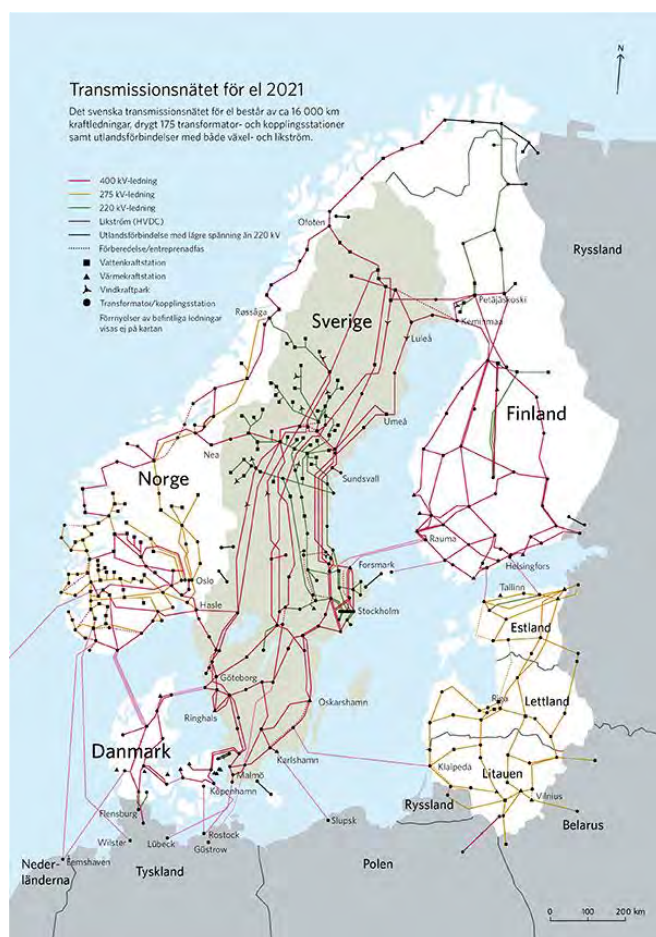 N
Transmissionsnätet för el 2021
Det svenska transmissionsnätet för el består av ca 16 000 km
kraftledningar, drygt 175 transformator- och kopplingsstationer
samt utlandsförbindelser med både växel- och likström.
400 kV-ledning
275 kV-ledning
220 kV-ledning
Likström (HVDC)
Utlandsförbindelse med lägre spänning än 220 kV
Förberedelse/entreprenadfas
Vattenkraftstation
Värmekraftstation
Vindkraftpark
Transformator/kopplingsstation
Förnyelser av befintliga ledningar
visas ej på kartan
Ofoten
Ryssland
Petäjäskoski
Røssåga
Keminmaa
Sverige
Luleå
Finland
Umeå
Nea
Norge
Sundsvall
Rauma
Forsmark
Helsingfors
Oslo
Tallinn
Hasle
Stockholm
Estland
Göteborg
Oskarshamn
Riga
Lettland
Ringhals
Danmark
Karlshamn
Klaipeda
Malmö
Litauen
Köpenhamn
Vilnius
Ryssland
Flensburg
Slupsk
Belarus
Rostock
Wilster
Lübeck
Güstrow
Neder-
länderna
Eemshaven
Tyskland
Polen
0 100 200 km